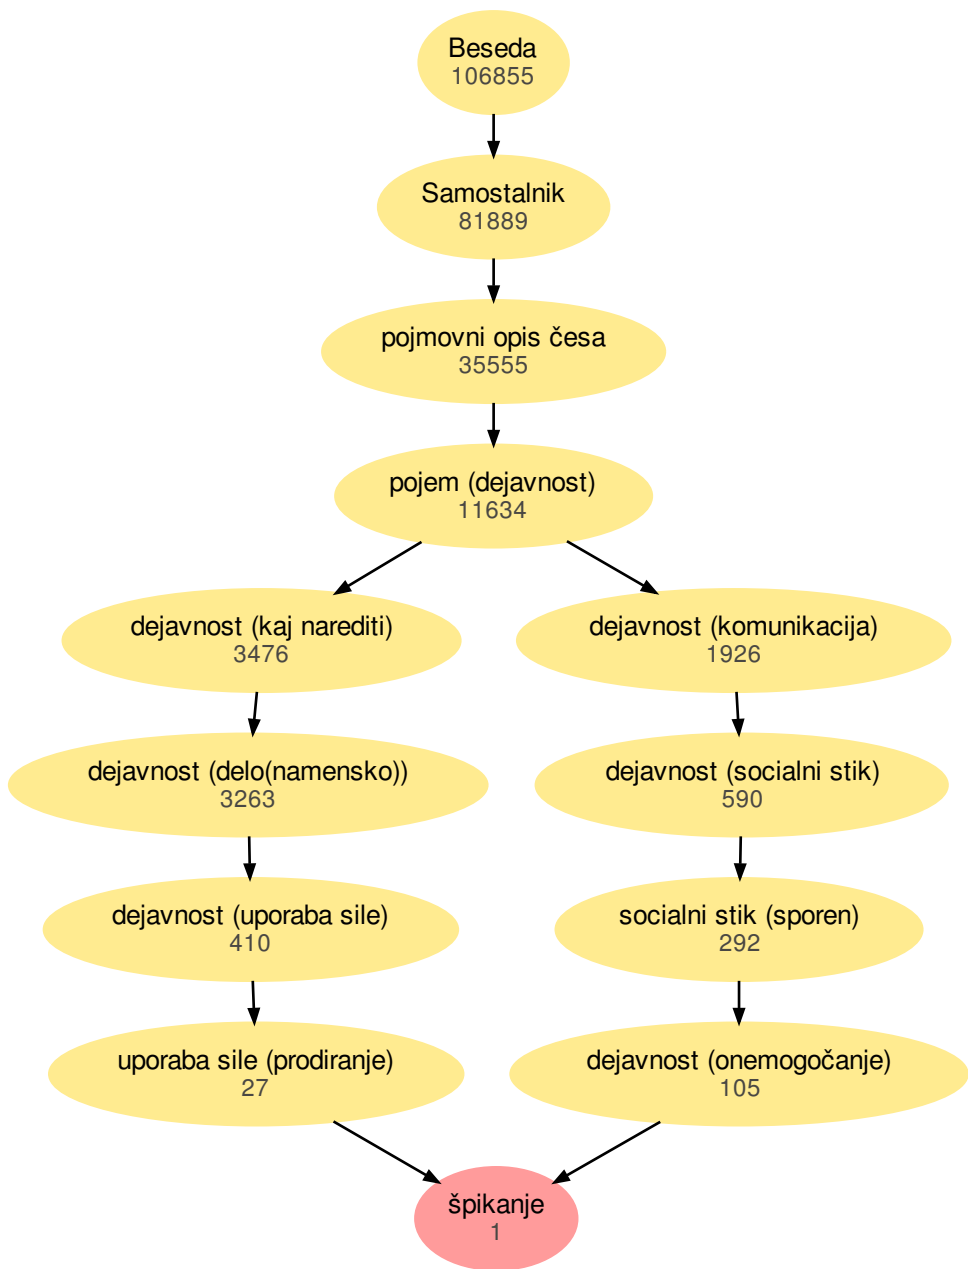 Beseda
106855
Samostalnik
81889
pojmovni opis česa
35555
pojem (dejavnost)
11634
dejavnost (kaj narediti)
3476
dejavnost (komunikacija)
1926
dejavnost (delo(namensko))
3263
dejavnost (socialni stik)
590
dejavnost (uporaba sile)
410
socialni stik (sporen)
292
uporaba sile (prodiranje)
27
dejavnost (onemogočanje)
105
špikanje
1